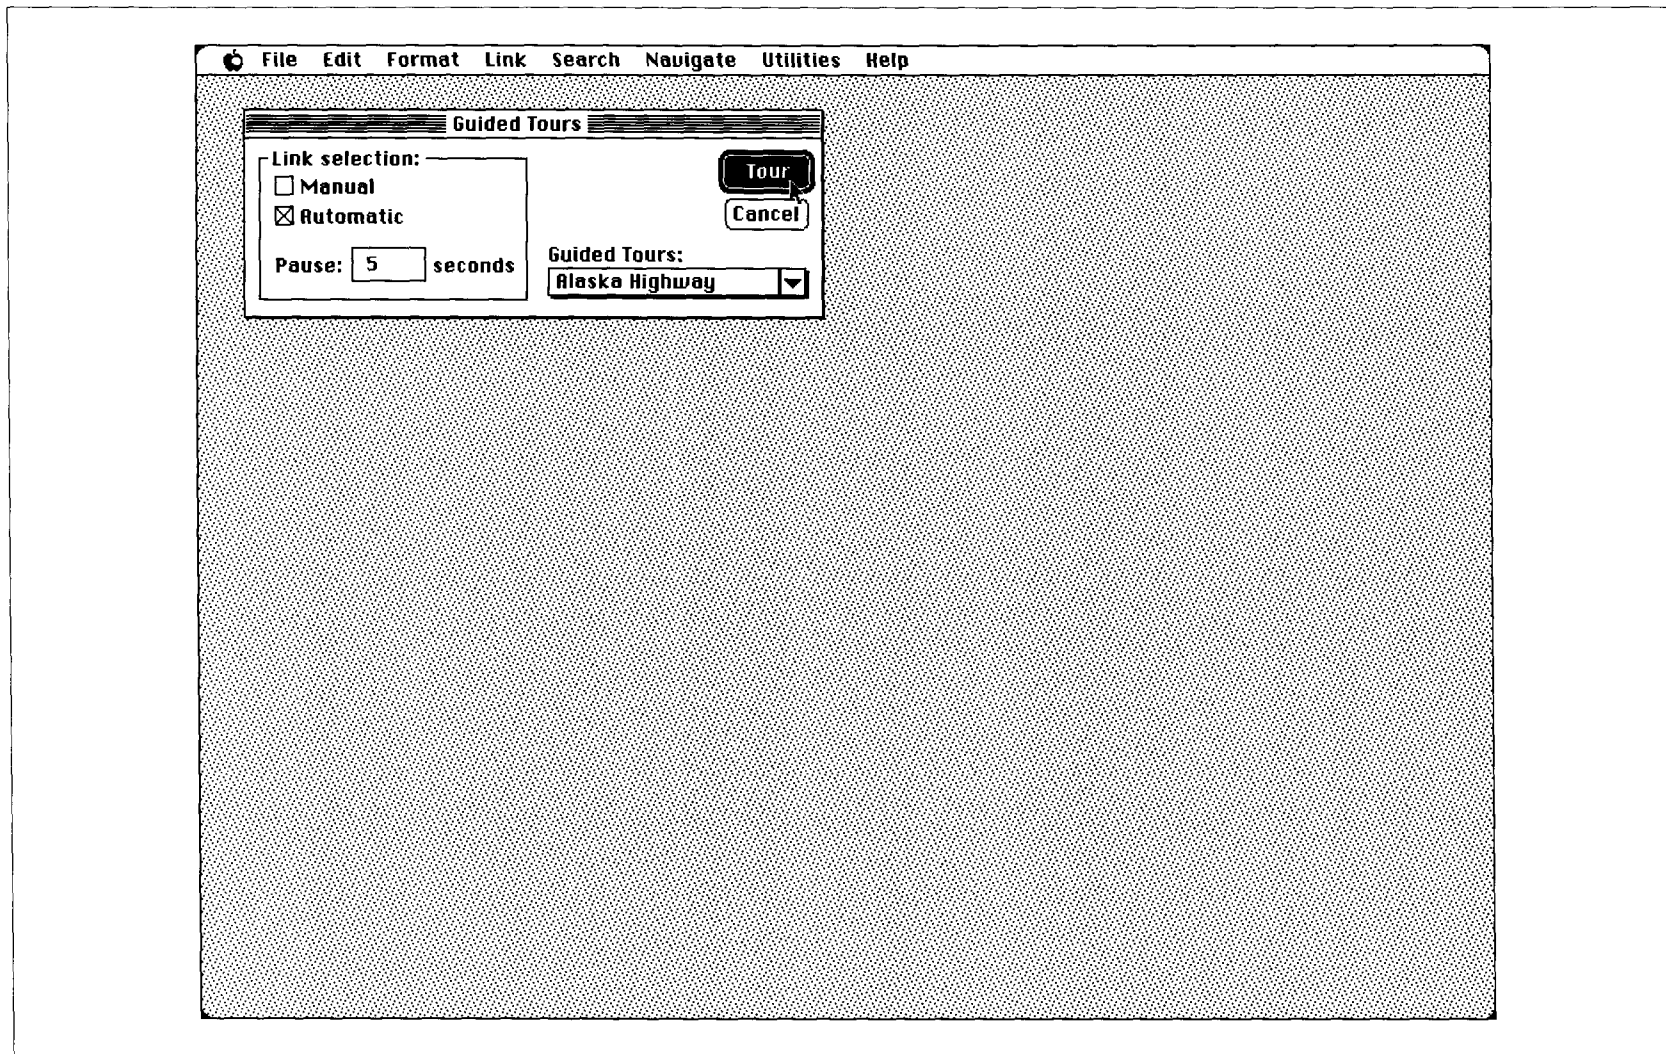 File Edit Format Link Search Navigate Utilities Help
Guided Tours
Link selection:
Manual
Automatic
Pause: 5 seconds
Tour
Cancel
Guided Tours:
Alaska Highway